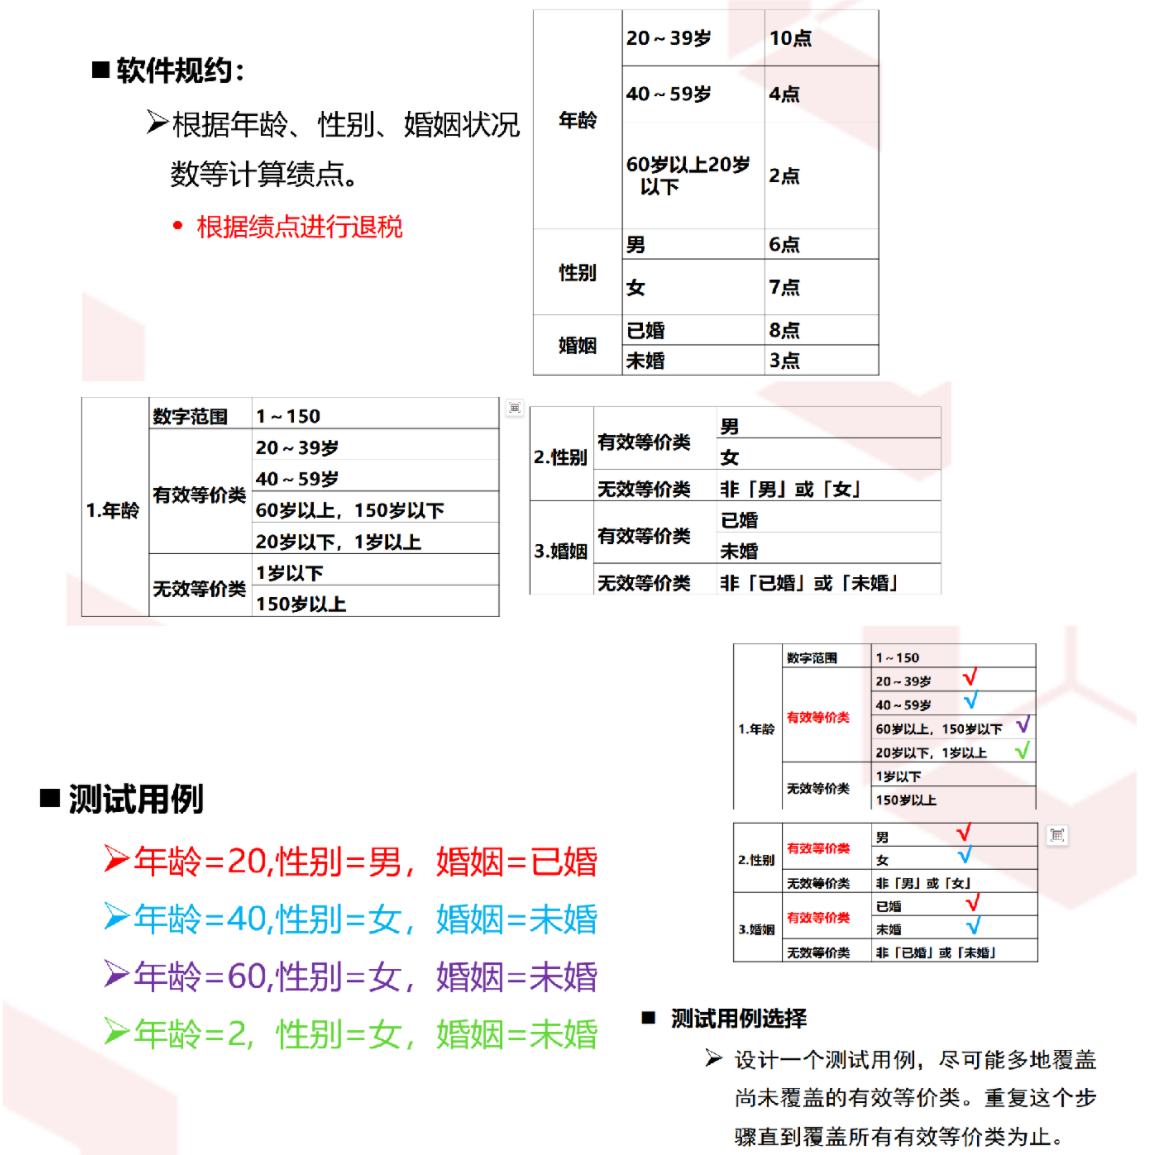 ■ 软件规约：
➢根据年龄、性别、婚姻状况
数等计算绩点。
• 根据绩点进行退税
年龄
20～39岁 10点
40～59岁 4点
60岁以上20岁
以下
2点
性别
男 6点
女 7点
婚姻
已婚 8点
未婚 3点
1.年龄
数字范围 1～150
有效等价类
20～39岁
40～59岁
60岁以上，150岁以下
20岁以下，1岁以上
无效等价类
1岁以下
150岁以上
2.性别
有效等价类
男
女
无效等价类 非「男」或「女」
3.婚姻
有效等价类
已婚
未婚
无效等价类 非「已婚」或「未婚」
■ 测试用例
➢年龄=20,性别=男，婚姻=已婚
➢年龄=40,性别=女，婚姻=未婚
➢年龄=60,性别=女，婚姻=未婚
➢年龄=2，性别=女，婚姻=未婚
1.年龄
数字范围 1～150
有效等价类
20～39岁 √
40～59岁 √
60岁以上，150岁以下 √
20岁以下，1岁以上 √
无效等价类
1岁以下
150岁以上
2.性别
有效等价类
男 √
女 √
无效等价类 非「男」或「女」
3.婚姻
有效等价类
已婚 √
未婚 √
无效等价类 非「已婚」或「未婚」
■ 测试用例选择
➢ 设计一个测试用例，尽可能多地覆盖
尚未覆盖的有效等价类。重复这个步
骤直到覆盖所有有效等价类为止。